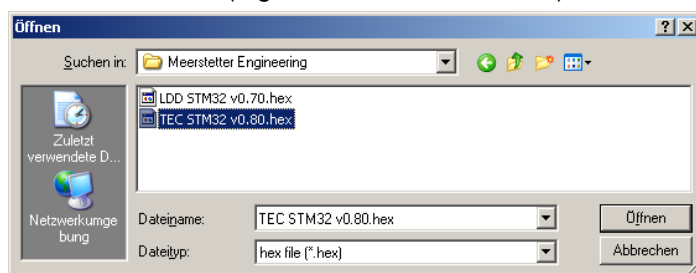 Öffnen
Suchen in: Meerstetter Engineering
LDD STM32 v0.70.hex
TEC STM32 v0.80.hex
Zuletzt
verwendete D...
Netzwerkumge
bung
Dateiname: TEC STM32 v0.80.hex Öffnen
Dateityp: hex file (*.hex) Abbrechen